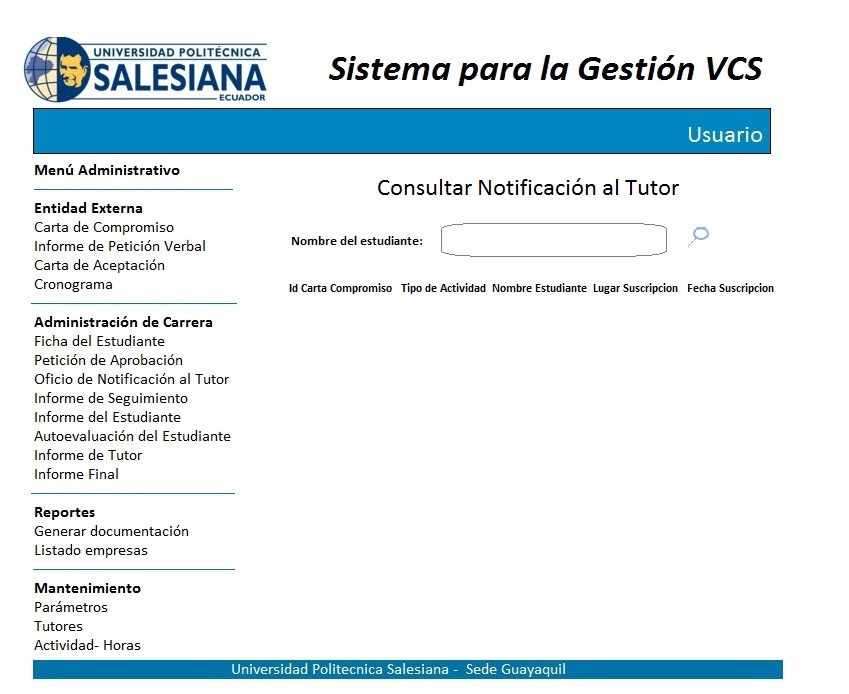 UNIVERSIDAD POLITÉCNICA
SALESIANA
ECUADOR
Sistema para la Gestión VCS
Usuario
Menú Administrativo
Entidad Externa
Carta de Compromiso
Informe de Petición Verbal
Carta de Aceptación
Cronograma
Administración de Carrera
Ficha del Estudiante
Petición de Aprobación
Oficio de Notificación al Tutor
Informe de Seguimiento
Informe del Estudiante
Autoevaluación del Estudiante
Informe de Tutor
Informe Final
Reportes
Generar documentación
Listado empresas
Mantenimiento
Parámetros
Tutores
Actividad- Horas
Consultar Notificación al Tutor
Nombre del estudiante:
Id Carta Compromiso Tipo de Actividad Nombre Estudiante Lugar Suscripcion Fecha Suscripcion
Universidad Politecnica Salesiana - Sede Guayaquil